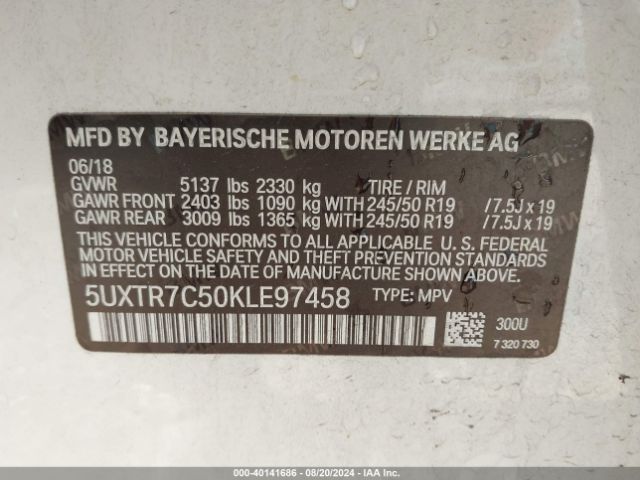 MFD BY BAYERISCHE MOTOREN WERKE AG
06/18
GVWR 5137 lbs 2330 kg TIRE / RIM
GAWR FRONT 2403 lbs 1090 kg WITH 245/50 R19 / 7.5J x 19
GAWR REAR 3009 lbs 1365 kg WITH 245/50 R19 / 7.5J x 19
THIS VEHICLE CONFORMS TO ALL APPLICABLE U. S. FEDERAL
MOTOR VEHICLE SAFETY AND THEFT PREVENTION STANDARDS
IN EFFECT ON THE DATE OF MANUFACTURE SHOWN ABOVE.
5UXTR7C50KLE97458 TYPE: MPV
300U
7 320 730
000-40141686 - 08/20/2024 - IAA Inc.